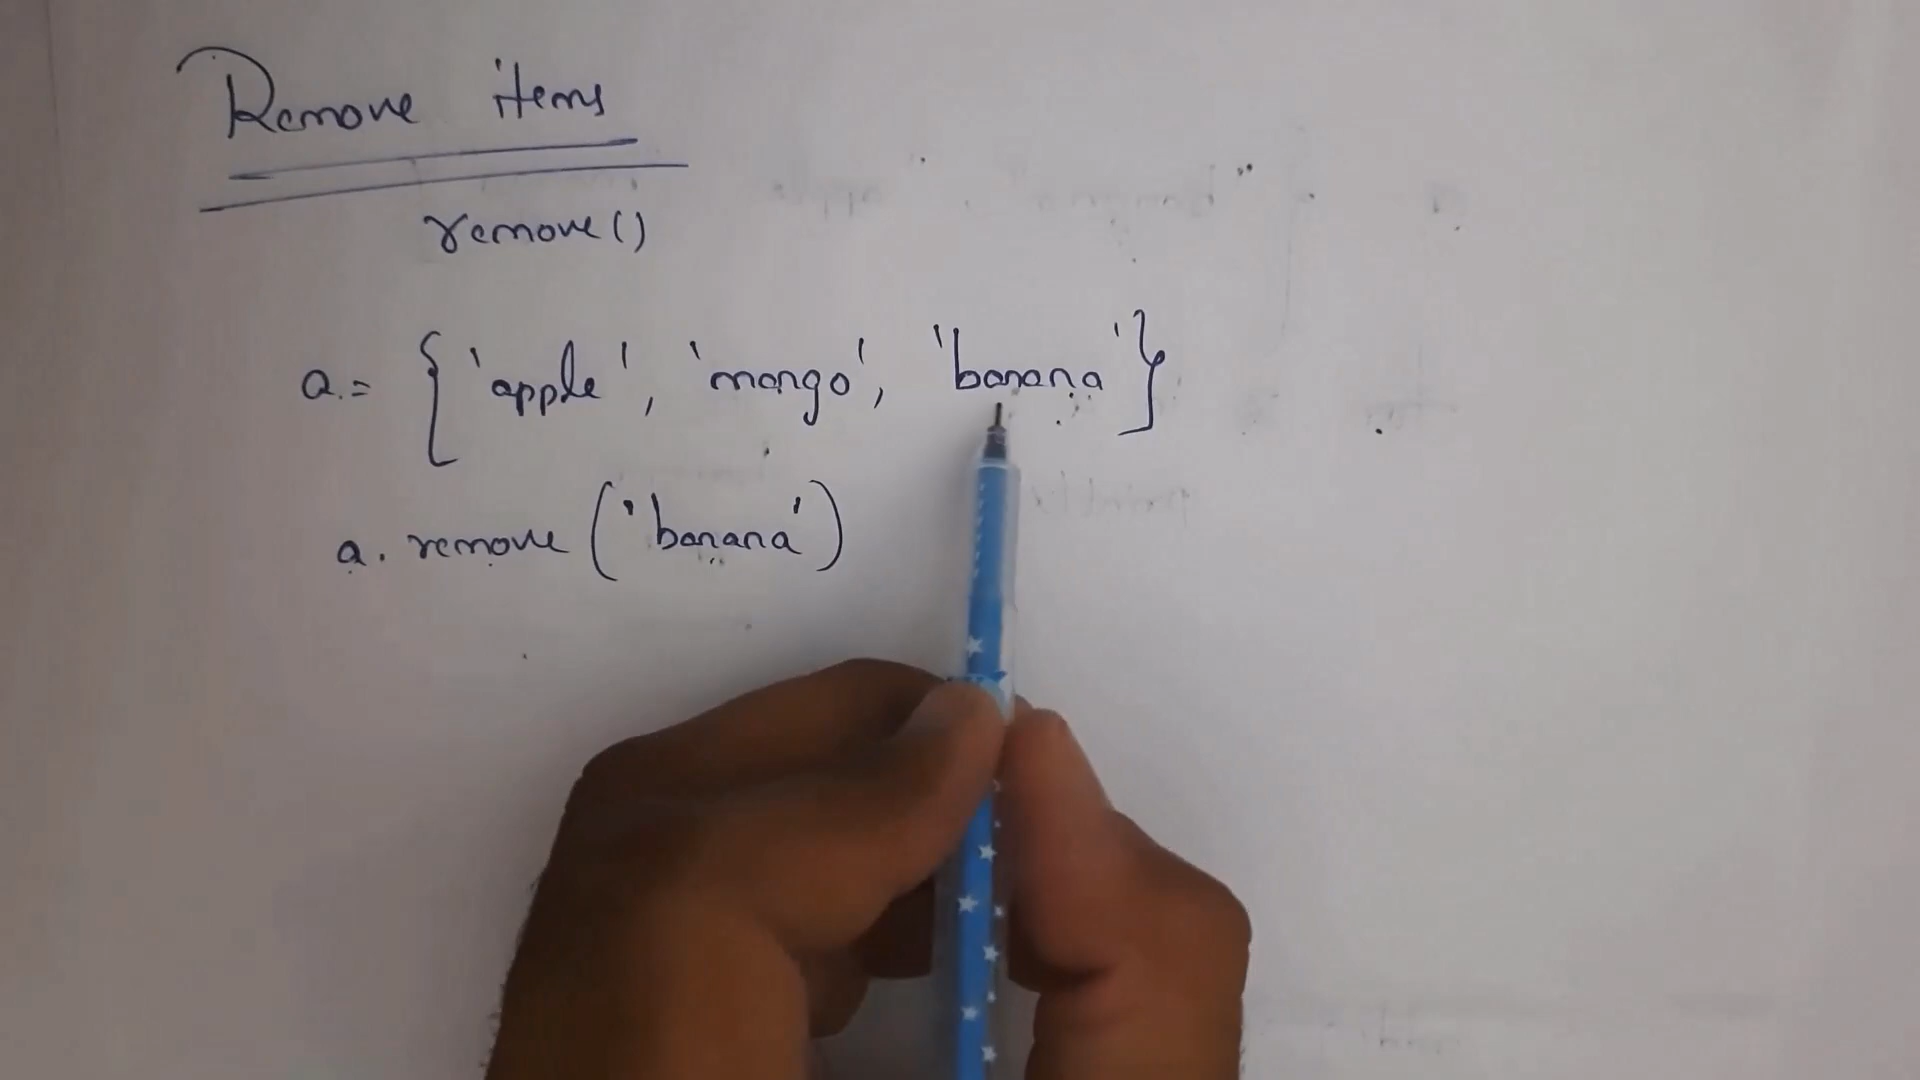 Remove items
remove()
a = { 'apple', 'mango', 'banana' }
a. remove ('banana')